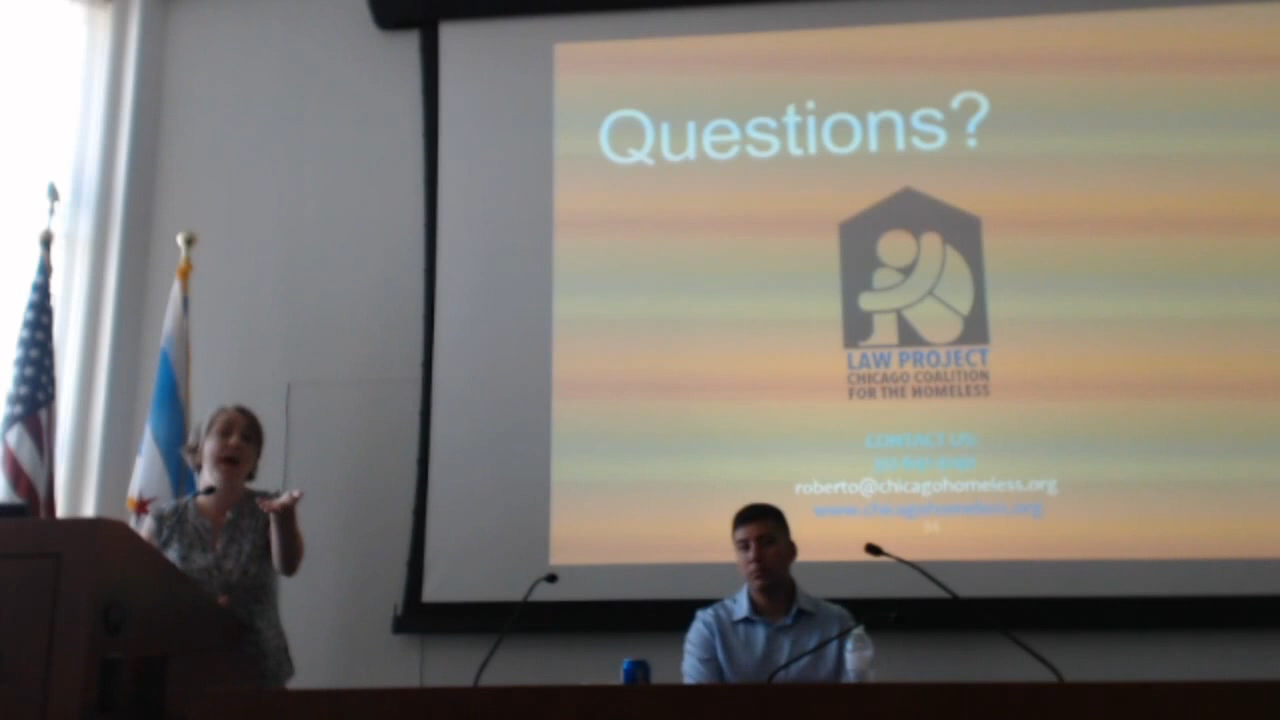 Questions?
LAW PROJECT
CHICAGO COALITION
FOR THE HOMELESS
CONTACT US:
roberto@chicagohomeless.org
www.chicagohomeless.org